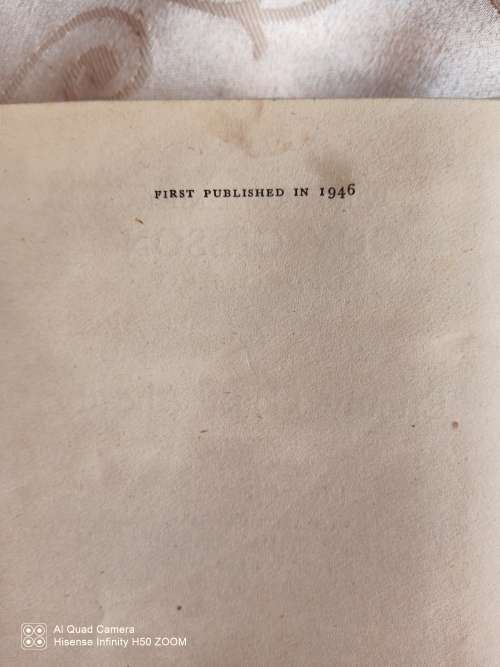 FIRST PUBLISHED IN 1946
AI Quad Camera
Hisense Infinity H50 ZOOM